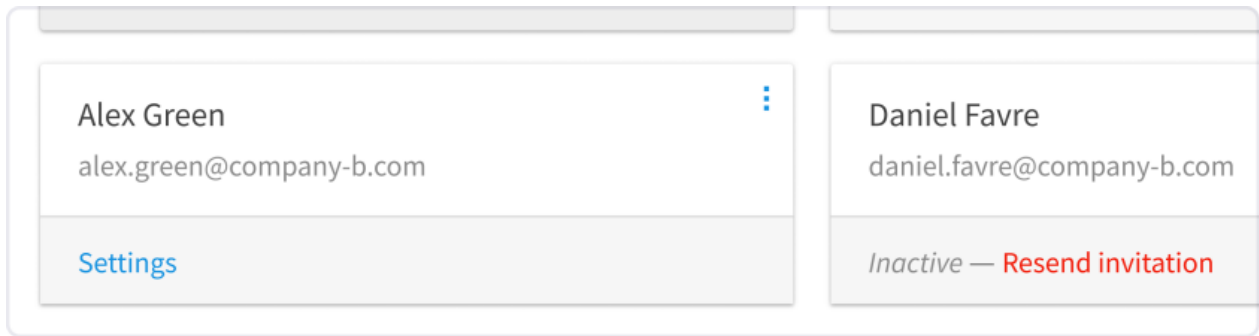 Alex Green
alex.green@company-b.com
Settings
Daniel Favre
daniel.favre@company-b.com
Inactive — Resend invitation